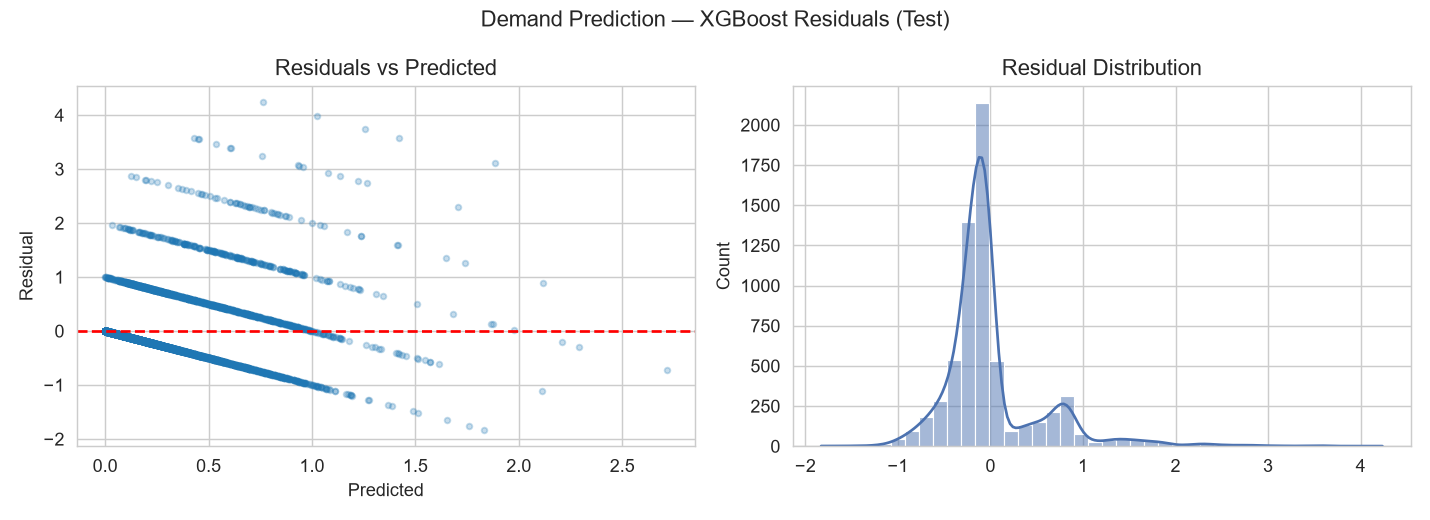 Demand Prediction — XGBoost Residuals (Test)
Residuals vs Predicted
4
3
2
1
0
−1
−2
Residual
0.0 0.5 1.0 1.5 2.0 2.5
Predicted
Residual Distribution
2000
1750
1500
1250
1000
750
500
250
0
Count
−2 −1 0 1 2 3 4